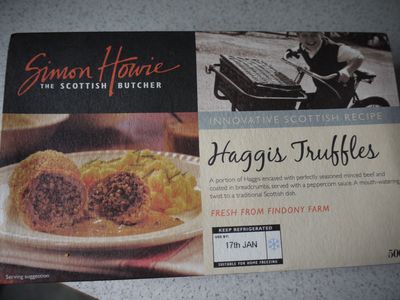 Simon Howie
THE SCOTTISH BUTCHER
INNOVATIVE SCOTTISH RECIPE
Haggis Truffles
A portion of Haggis encased with perfectly seasoned minced beef and
coated in breadcrumbs, served with a peppercorn sauce. A mouth-watering
twist to a traditional Scottish dish.
FRESH FROM FINDONY FARM
KEEP REFRIGERATED
USE BY:
17th JAN
SUITABLE FOR HOME FREEZING
500
Serving suggestion